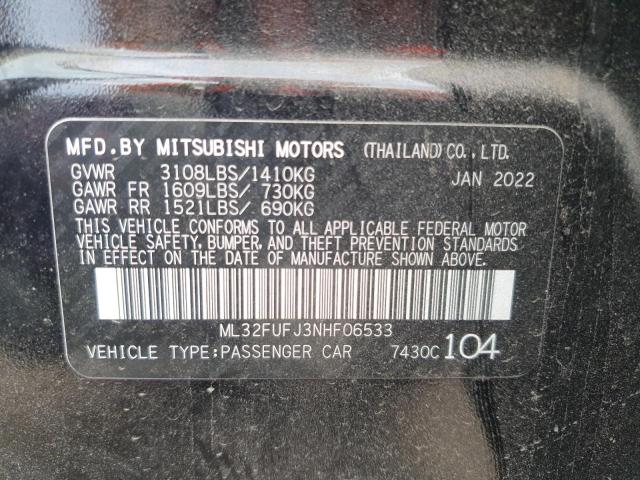 MFD.BY MITSUBISHI MOTORS (THAILAND)CO.,LTD.
GVWR 3108LBS/1410KG JAN 2022
GAWR FR 1609LBS/ 730KG
GAWR RR 1521LBS/ 690KG
THIS VEHICLE CONFORMS TO ALL APPLICABLE FEDERAL MOTOR
VEHICLE SAFETY, BUMPER, AND THEFT PREVENTION STANDARDS
IN EFFECT ON THE DATE OF MANUFACTURE SHOWN ABOVE.
ML32FUFJ3NHF06533
VEHICLE TYPE:PASSENGER CAR 7430C 104